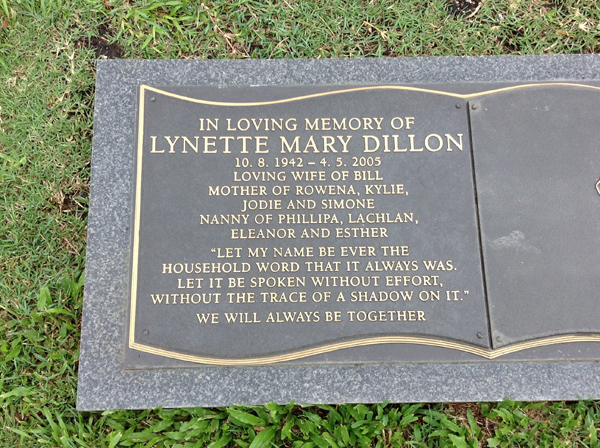 IN LOVING MEMORY OF
LYNETTE MARY DILLON
10. 8. 1942 – 4. 5. 2005
LOVING WIFE OF BILL
MOTHER OF ROWENA, KYLIE,
JODIE AND SIMONE
NANNY OF PHILLIPA, LACHLAN,
ELEANOR AND ESTHER
“LET MY NAME BE EVER THE
HOUSEHOLD WORD THAT IT ALWAYS WAS.
LET IT BE SPOKEN WITHOUT EFFORT,
WITHOUT THE TRACE OF A SHADOW ON IT.”
WE WILL ALWAYS BE TOGETHER